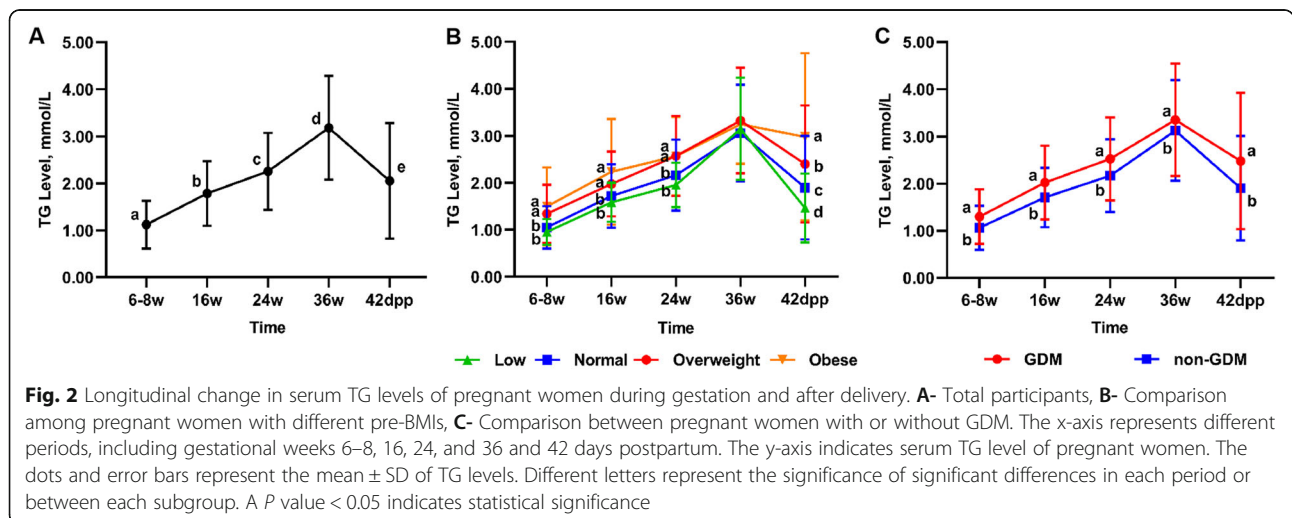 A
B
C
TG Level, mmol/L
5.00
4.00
3.00
2.00
1.00
0.00
a
b
c
d
e
6-8w 16w 24w 36w 42dpp
Time
TG Level, mmol/L
5.00
4.00
3.00
2.00
1.00
0.00
a
a
b
b
a
a
b
b
a
a
b
b
a
b
c
d
6-8w 16w 24w 36w 42dpp
Time
Low Normal Overweight Obese
TG Level, mmol/L
5.00
4.00
3.00
2.00
1.00
0.00
a
b
a
b
a
b
a
b
a
b
6-8w 16w 24w 36w 42dpp
Time
GDM non-GDM
Fig. 2 Longitudinal change in serum TG levels of pregnant women during gestation and after delivery. A- Total participants, B- Comparison
among pregnant women with different pre-BMIs, C- Comparison between pregnant women with or without GDM. The x-axis represents different
periods, including gestational weeks 6–8, 16, 24, and 36 and 42 days postpartum. The y-axis indicates serum TG level of pregnant women. The
dots and error bars represent the mean ± SD of TG levels. Different letters represent the significance of significant differences in each period or
between each subgroup. A P value < 0.05 indicates statistical significance